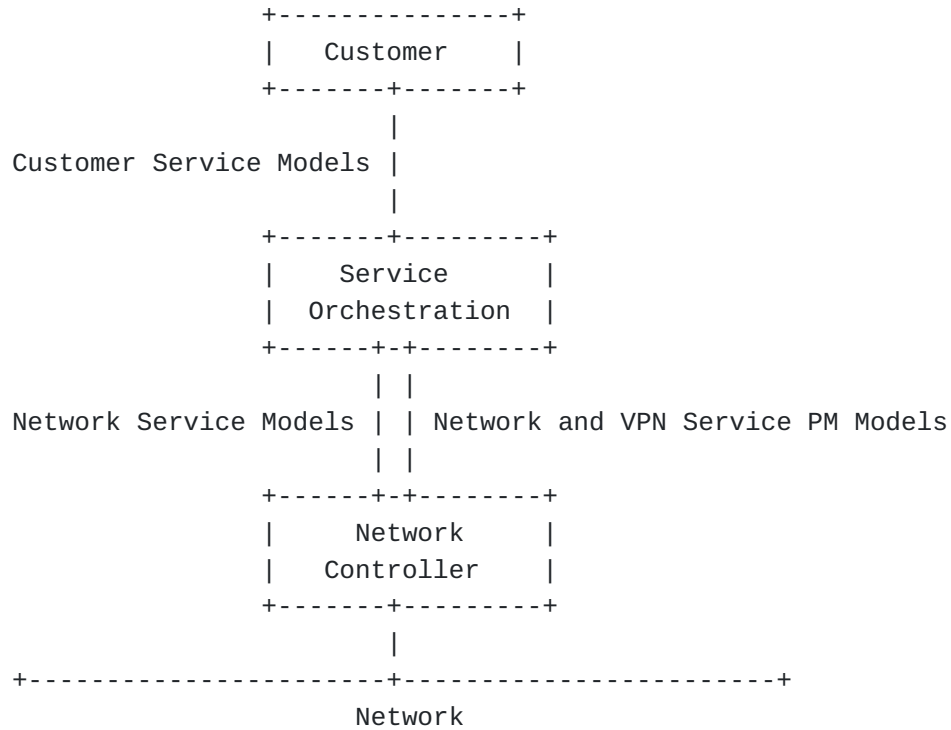 +---------------+
|   Customer    |
+-------+-------+
|
Customer Service Models |
|
+-------+---------+
|    Service      |
|  Orchestration  |
+------+-+--------+
| |
Network Service Models | | Network and VPN Service PM Models
| |
+------+-+--------+
|     Network     |
|   Controller    |
+-------+---------+
|
+-----------------------+------------------------+
Network